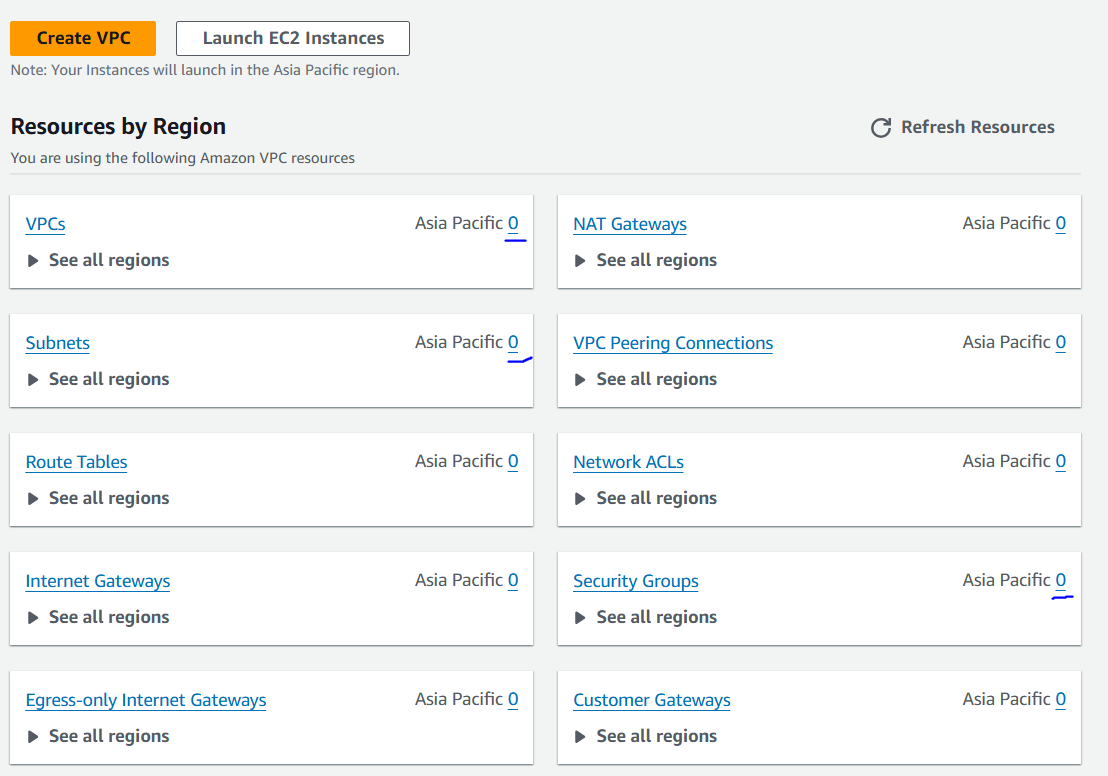 Create VPC Launch EC2 Instances
Note: Your Instances will launch in the Asia Pacific region.
Resources by Region Refresh Resources
You are using the following Amazon VPC resources
VPCs Asia Pacific 0
See all regions
NAT Gateways Asia Pacific 0
See all regions
Subnets Asia Pacific 0
See all regions
VPC Peering Connections Asia Pacific 0
See all regions
Route Tables Asia Pacific 0
See all regions
Network ACLs Asia Pacific 0
See all regions
Internet Gateways Asia Pacific 0
See all regions
Security Groups Asia Pacific 0
See all regions
Egress-only Internet Gateways Asia Pacific 0
See all regions
Customer Gateways Asia Pacific 0
See all regions